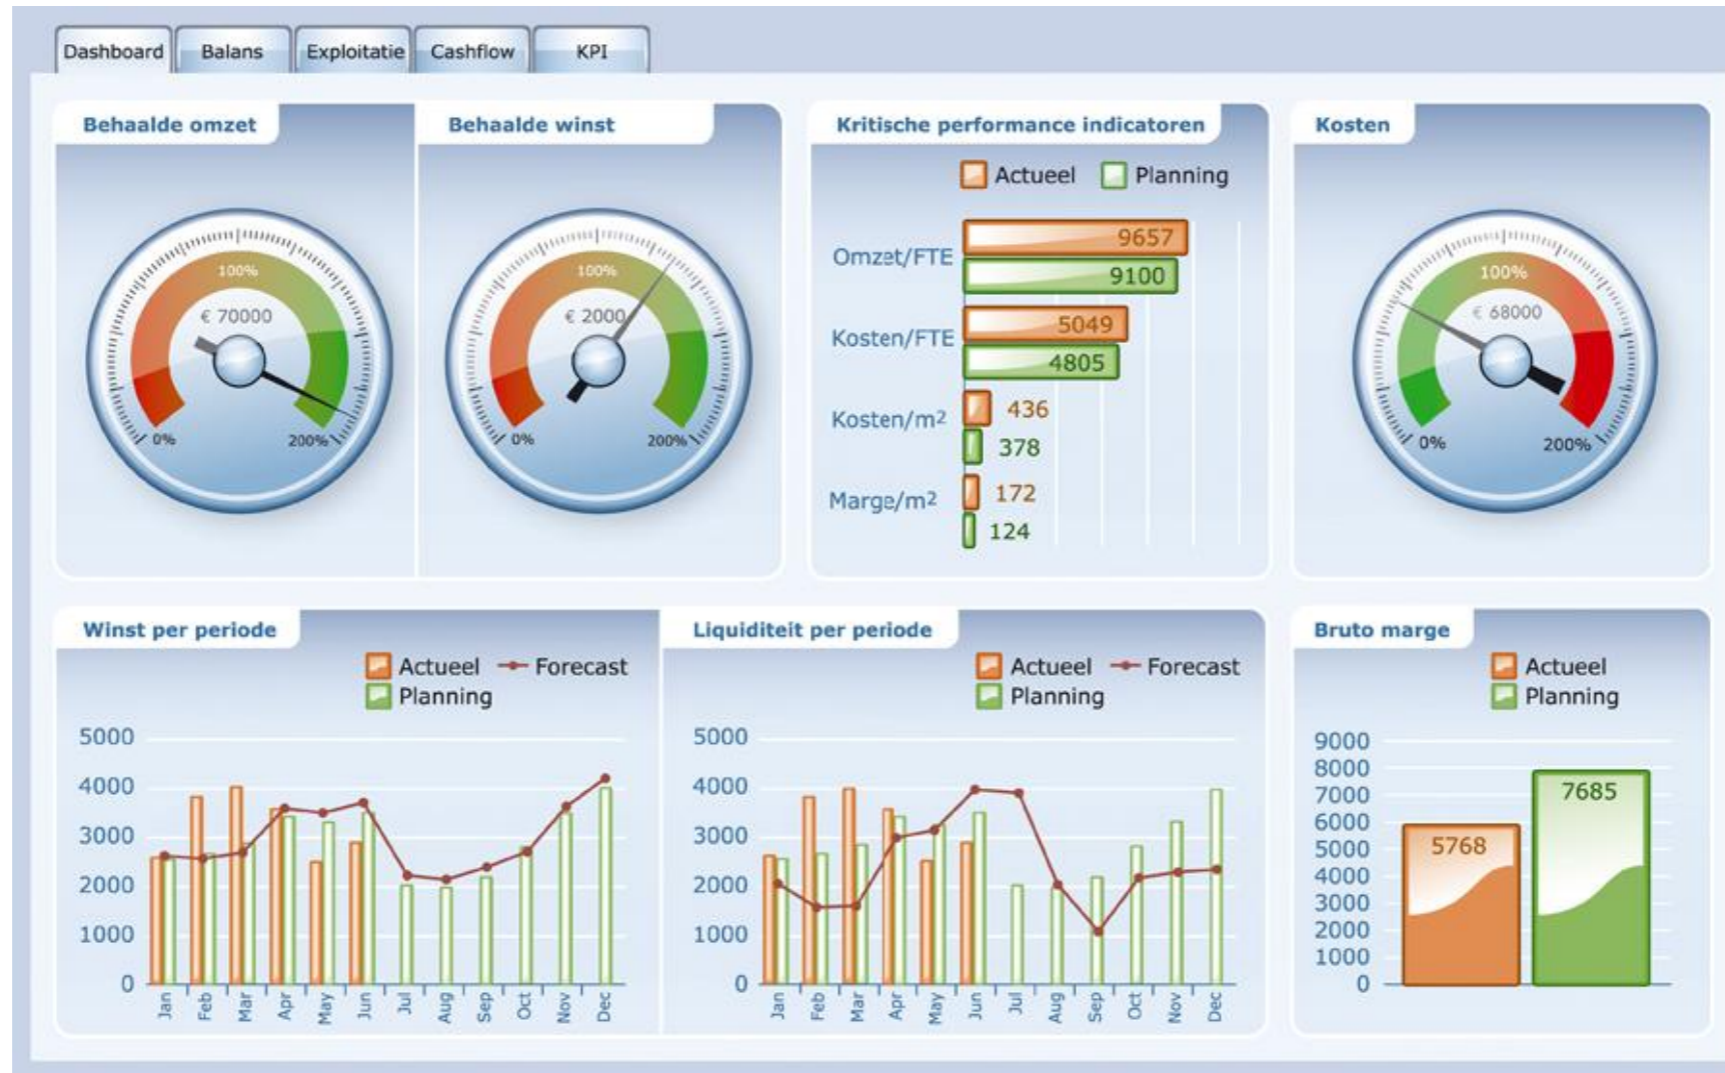 Dashboard Balans Exploitatie Cashflow KPI
Behaalde omzet
100%
€ 70000
0% 200%
Behaalde winst
100%
€ 2000
0% 200%
Kritische performance indicatoren
Actueel Planning
Omzet/FTE 9657
9100
Kosten/FTE 5049
4805
Kosten/m2 436
378
Marge/m2 172
124
Kosten
100%
€ 68000
0% 200%
Winst per periode
Actueel Forecast
Planning
5000
4000
3000
2000
1000
0
Jan Feb Mar Apr May Jun Jul Aug Sep Oct Nov Dec
Liquiditeit per periode
Actueel Forecast
Planning
5000
4000
3000
2000
1000
0
Jan Feb Mar Apr May Jun Jul Aug Sep Oct Nov Dec
Bruto marge
Actueel
Planning
9000
8000
7000
6000
5000
4000
3000
2000
1000
0
5768
7685